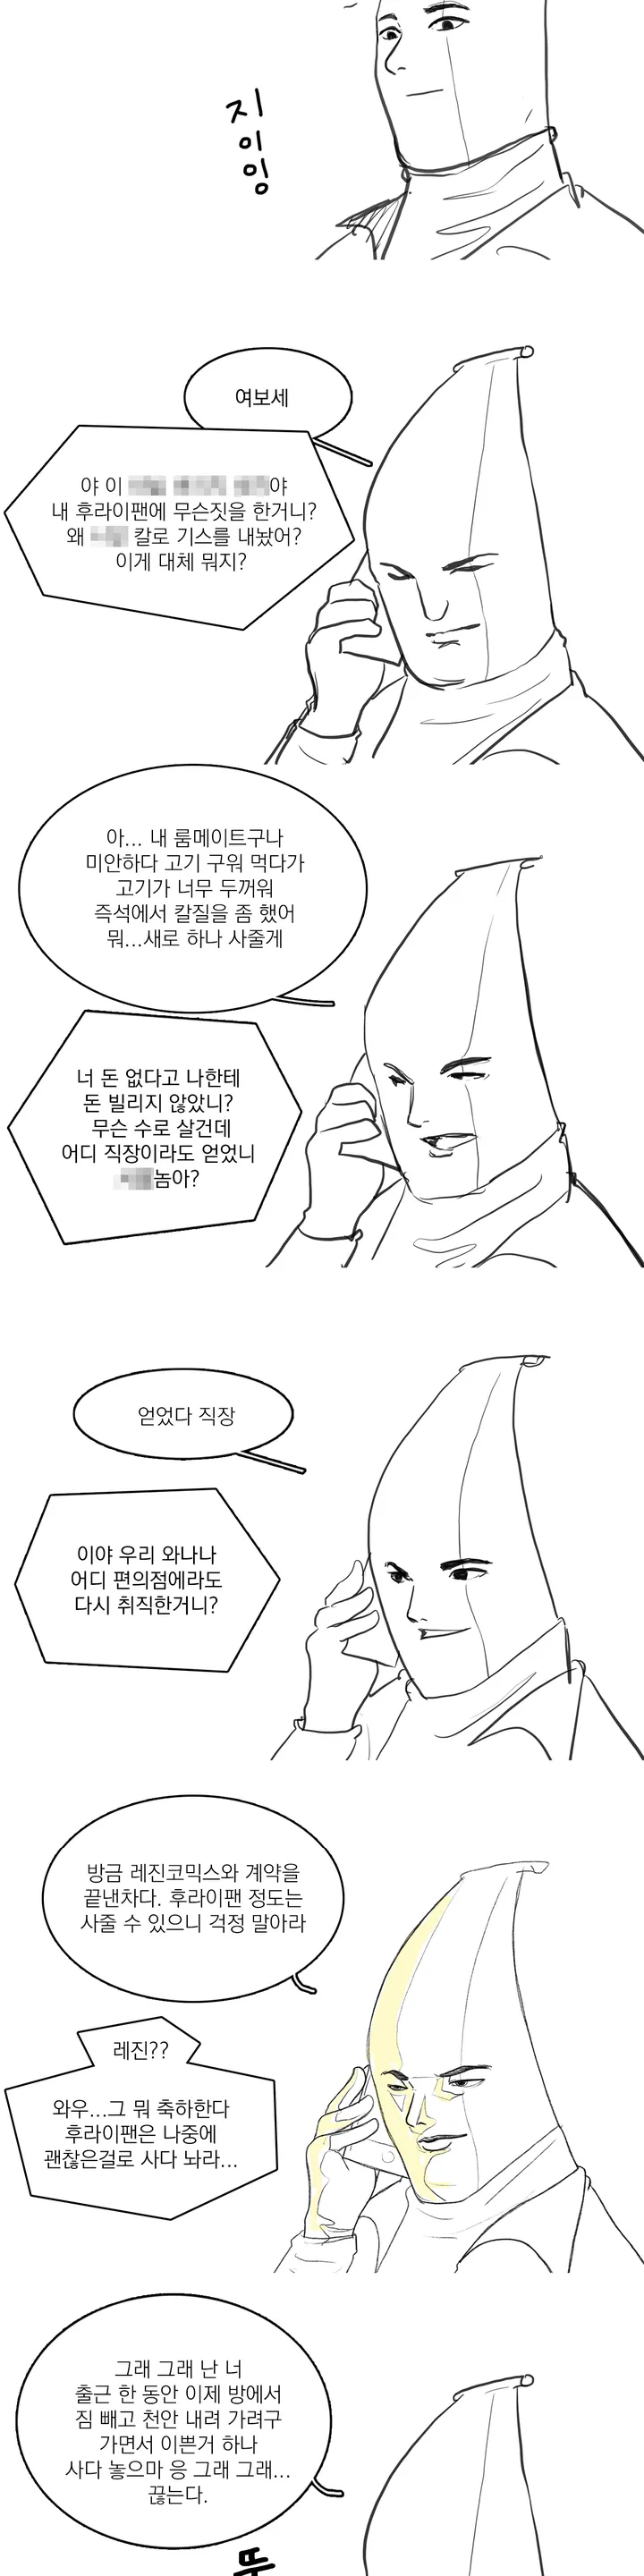 지
이
잉
여보세
야 이 야
내 후라이팬에 무슨짓을 한거니?
왜 칼로 기스를 내놨어?
이게 대체 뭐지?
아... 내 룸메이트구나
미안하다 고기 구워 먹다가
고기가 너무 두꺼워
즉석에서 칼질을 좀 했어
뭐...새로 하나 사줄게
너 돈 없다고 나한테
돈 빌리지 않았니?
무슨 수로 살건데
어디 직장이라도 얻었니
놈아?
얻었다 직장
이야 우리 와나나
어디 편의점에라도
다시 취직한거니?
방금 레진코믹스와 계약을
끝낸차다. 후라이팬 정도는
사줄 수 있으니 걱정 말아라
레진??
와우...그 뭐 축하한다
후라이팬은 나중에
괜찮은걸로 사다 놔라...
그래 그래 난 너
출근 한 동안 이제 방에서
짐 빼고 천안 내려 가려구
가면서 이쁜거 하나
사다 놓으마 응 그래 그래...
끊는다.
뚜